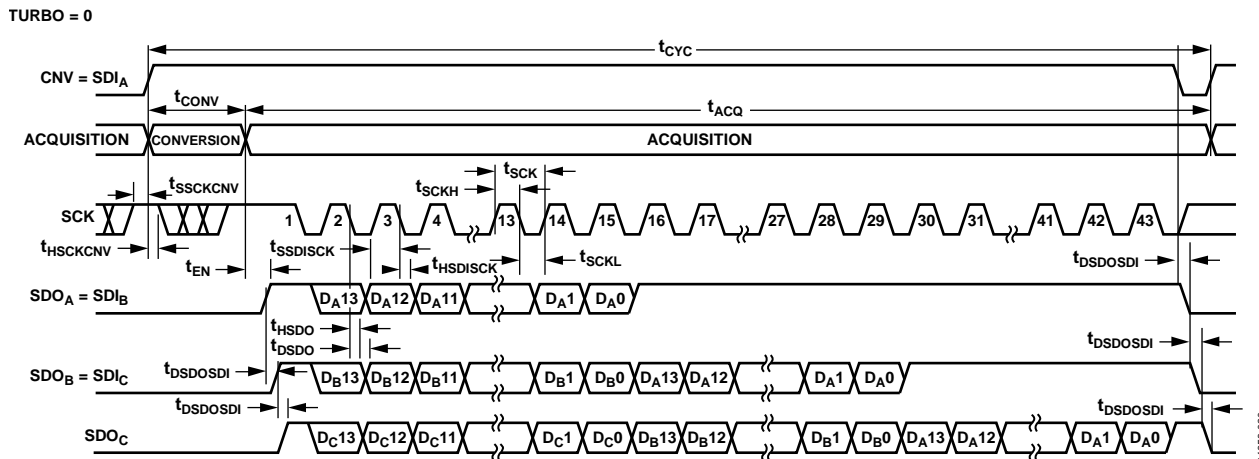 TURBO = 0
tCYC
CNV = SDIA
tCONV
tACQ
ACQUISITION CONVERSION ACQUISITION
tSCK
tSSCKCNV
tSCKH
SCK 1 2 3 4 13 14 15 16 17 27 28 29 30 31 41 42 43
tHSCKCNV
tSSDISCK
tEN
tHSDISCK
tSCKL
tDSDOSDI
SDOA = SDIB DA13 DA12 DA11 DA1 DA0
tHSDO
tDSDO
tDSDOSDI
tDSDOSDI
SDOB = SDIC DB13 DB12 DB11 DB1 DB0 DA13 DA12 DA1 DA0
tDSDOSDI
tDSDOSDI
SDOC DC13 DC12 DC11 DC1 DC0 DB13 DB12 DB1 DB0 DA13 DA12 DA1 DA0